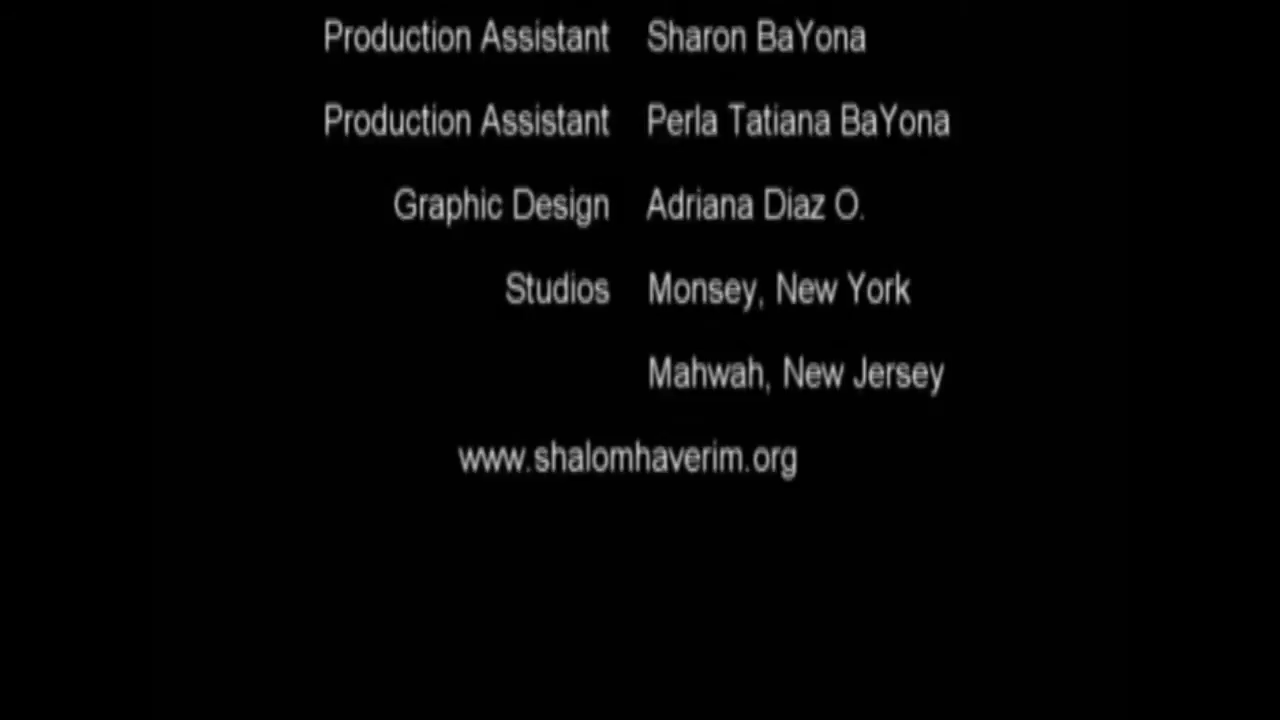 Production Assistant Sharon BaYona
Production Assistant Perla Tatiana BaYona
Graphic Design Adriana Diaz O.
Studios Monsey, New York
Mahwah, New Jersey
www.shalomhaverim.org